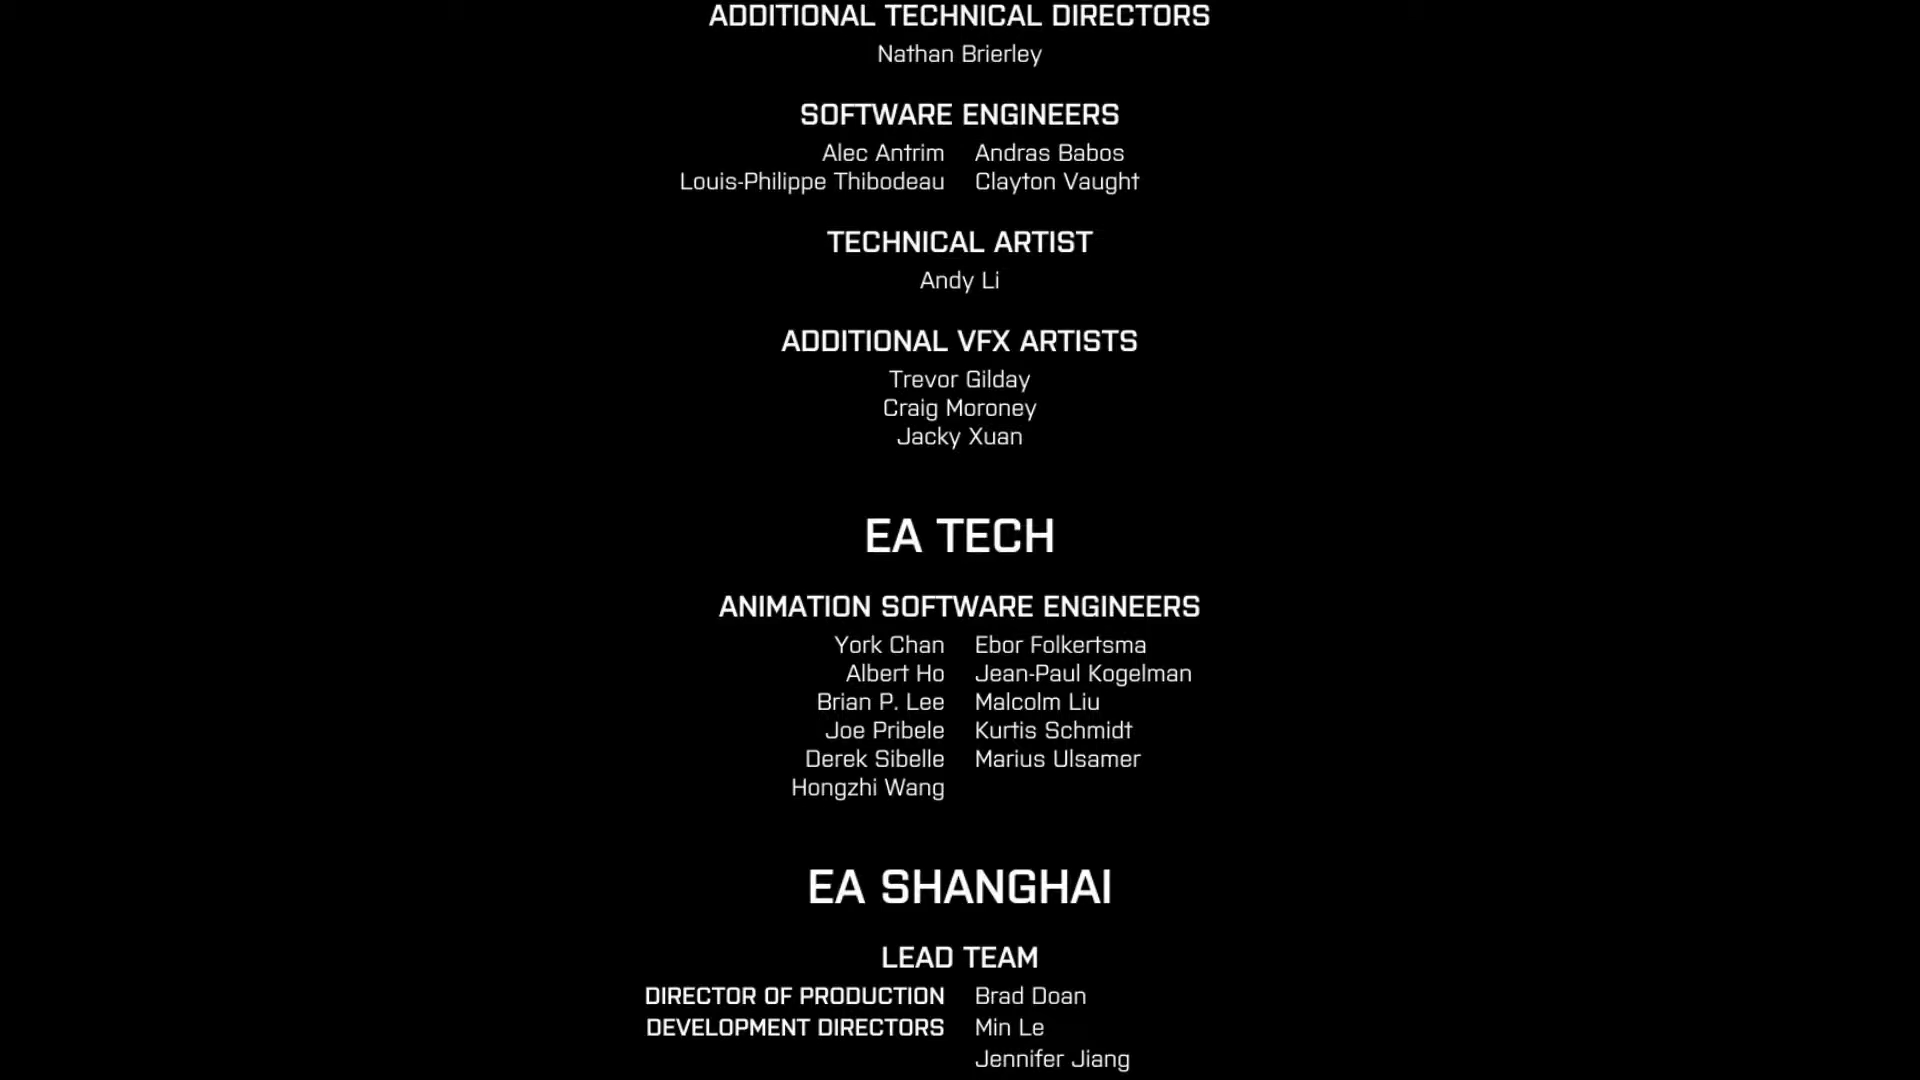 ADDITIONAL TECHNICAL DIRECTORS
Nathan Brierley
SOFTWARE ENGINEERS
Alec Antrim Andras Babos
Louis-Philippe Thibodeau Clayton Vaught
TECHNICAL ARTIST
Andy Li
ADDITIONAL VFX ARTISTS
Trevor Gilday
Craig Moroney
Jacky Xuan
EA TECH
ANIMATION SOFTWARE ENGINEERS
York Chan Ebor Folkertsma
Albert Ho Jean-Paul Kogelman
Brian P. Lee Malcolm Liu
Joe Pribele Kurtis Schmidt
Derek Sibelle Marius Ulsamer
Hongzhi Wang
EA SHANGHAI
LEAD TEAM
DIRECTOR OF PRODUCTION Brad Doan
DEVELOPMENT DIRECTORS Min Le
Jennifer Jiang